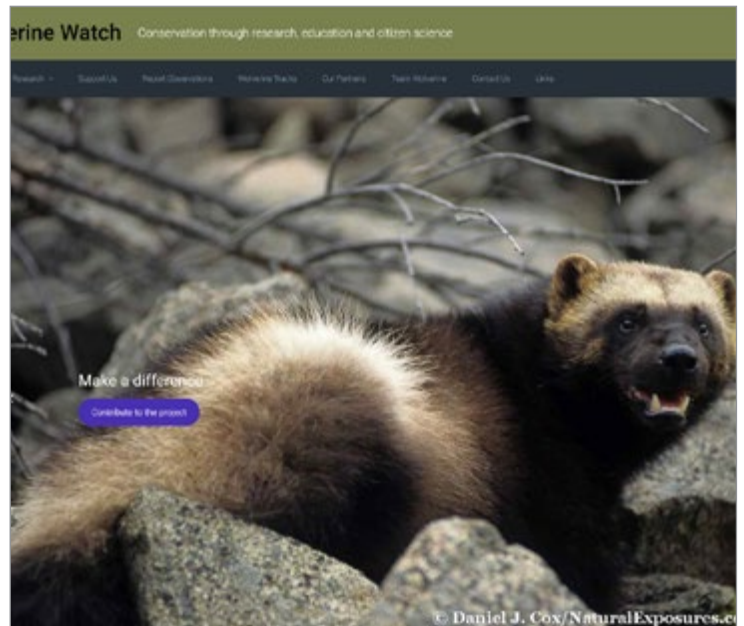 erine Watch Conservation through research, education and citizen science
Research Support Us Report Observations Wolverine Tracks Our Partners Team Wolverine Contact Us Links
Make a difference
Contribute to the project
© Daniel J. Cox/NaturalExposures.c